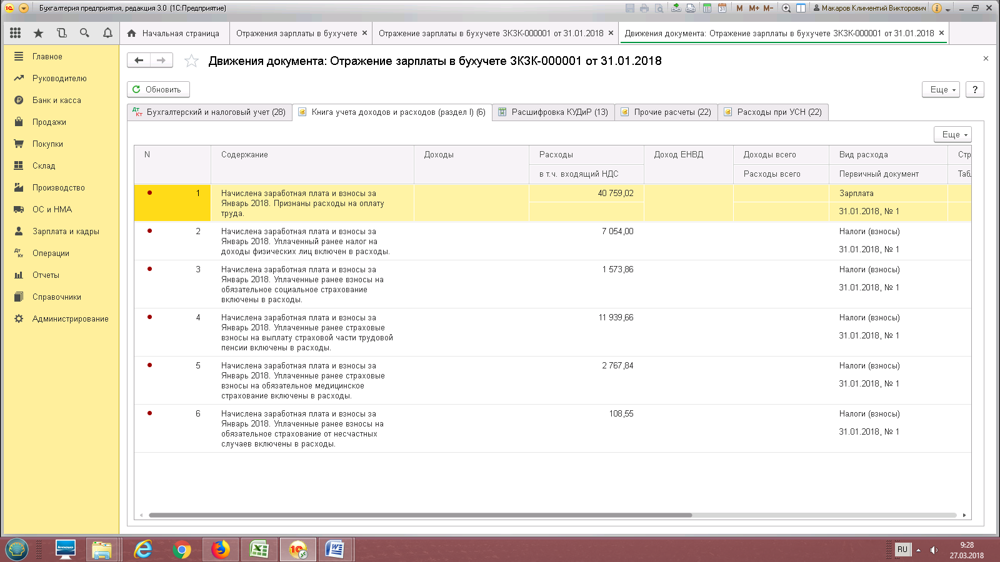 Бухгалтерия предприятия, редакция 3.0 (1С:Предприятие)
M M+ M-
Макаров Климентий Викторович
Начальная страница
Отражения зарплаты в бухучете ×
Отражение зарплаты в бухучете ЗКЗК-000001 от 31.01.2018 ×
Движения документа: Отражение зарплаты в бухучете ЗКЗК-000001 от 31.01.2018 ×
Главное
Руководителю
Банк и касса
Продажи
Покупки
Склад
Производство
ОС и НМА
Зарплата и кадры
Операции
Отчеты
Справочники
Администрирование
Движения документа: Отражение зарплаты в бухучете ЗКЗК-000001 от 31.01.2018
Обновить
Еще
?
Бухгалтерский и налоговый учет (28)
Книга учета доходов и расходов (раздел I) (6)
Расшифровка КУДиР (13)
Прочие расчеты (22)
Расходы при УСН (22)
Еще
N
Содержание
Доходы
Расходы
Доход ЕНВД
Доходы всего
Вид расхода
Стр
в т.ч. входящий НДС
Расходы всего
Первичный документ
Таб
1
Начислена заработная плата и взносы за
Январь 2018. Признаны расходы на оплату
труда.
40 759,02
Зарплата
31.01.2018, № 1
2
Начислена заработная плата и взносы за
Январь 2018. Уплаченный ранее налог на
доходы физических лиц включен в расходы.
7 054,00
Налоги (взносы)
31.01.2018, № 1
3
Начислена заработная плата и взносы за
Январь 2018. Уплаченные ранее взносы на
обязательное социальное страхование
включены в расходы.
1 573,86
Налоги (взносы)
31.01.2018, № 1
4
Начислена заработная плата и взносы за
Январь 2018. Уплаченные ранее страховые
взносы на выплату страховой части трудовой
пенсии включены в расходы.
11 939,66
Налоги (взносы)
31.01.2018, № 1
5
Начислена заработная плата и взносы за
Январь 2018. Уплаченные ранее страховые
взносы на обязательное медицинское
страхование включены в расходы.
2 767,84
Налоги (взносы)
31.01.2018, № 1
6
Начислена заработная плата и взносы за
Январь 2018. Уплаченные ранее взносы на
обязательное страхование от несчастных
случаев включены в расходы.
108,55
Налоги (взносы)
31.01.2018, № 1
lenovo
RU
9:28
27.03.2018